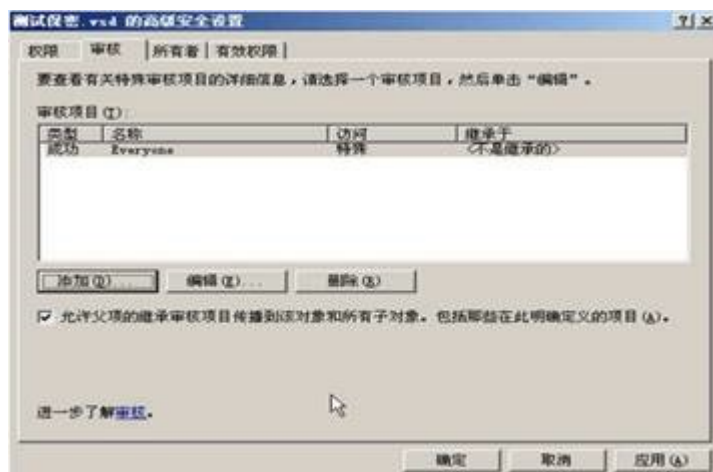 测试保密.vsd 的高级安全设置
权限 审核 所有者 有效权限
要查看有关特殊审核项目的详细信息，请选择一个审核项目，然后单击“编辑”。
审核项目(T):
类型 名称 访问 继承于
成功 Everyone 特殊 <不是继承的>
添加(D)... 编辑(E)... 删除(R)
允许父项的继承审核项目传播到该对象和所有子对象。包括那些在此明确定义的项目(A)。
进一步了解审核。
确定 取消 应用(A)